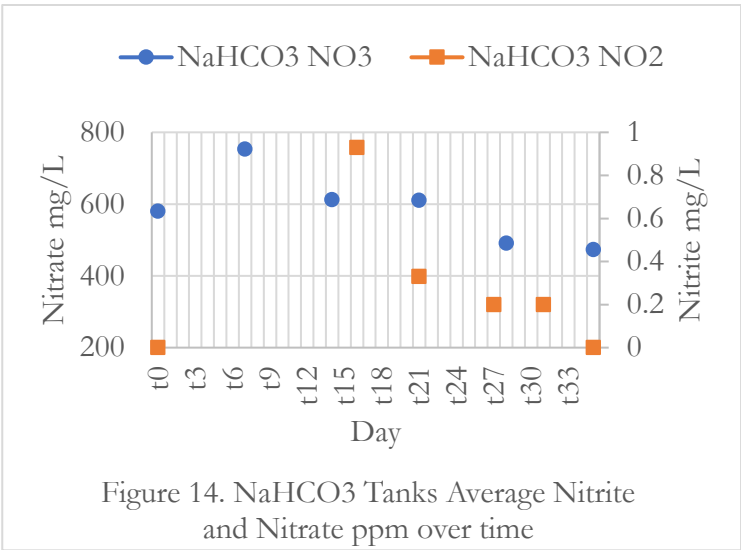 NaHCO3 NO3 NaHCO3 NO2
Nitrate mg/L
800
600
400
200
1
0.8
0.6
0.4
0.2
0
Nitrite mg/L
t0 t3 t6 t9 t12 t15 t18 t21 t24 t27 t30 t33
Day
Figure 14. NaHCO3 Tanks Average Nitrite
and Nitrate ppm over time